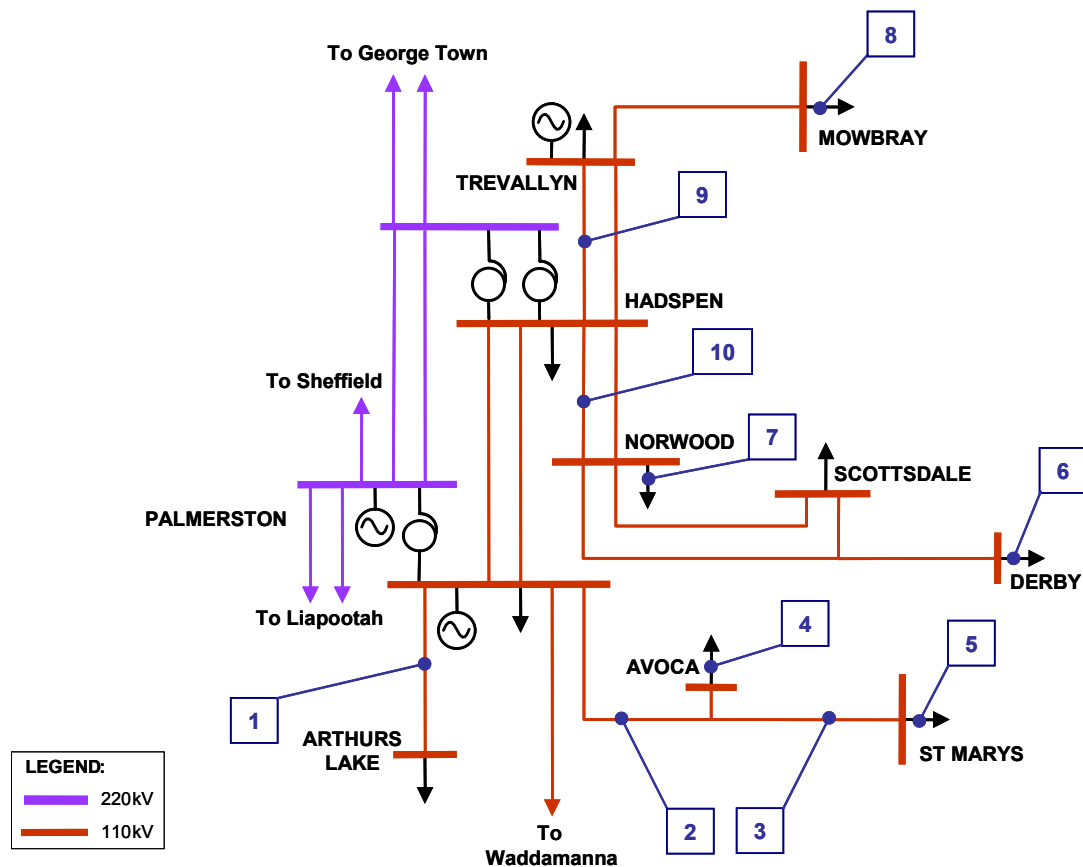 To George Town
8
MOWBRAY
TREVALLYN
9
HADSPEN
10
To Sheffield
NORWOOD
7
SCOTTSDALE
6
PALMERSTON
DERBY
To Liapootah
4
5
AVOCA
1
ARTHURS
LAKE
ST MARYS
LEGEND:
220kV
110kV
2
3
To
Waddamanna